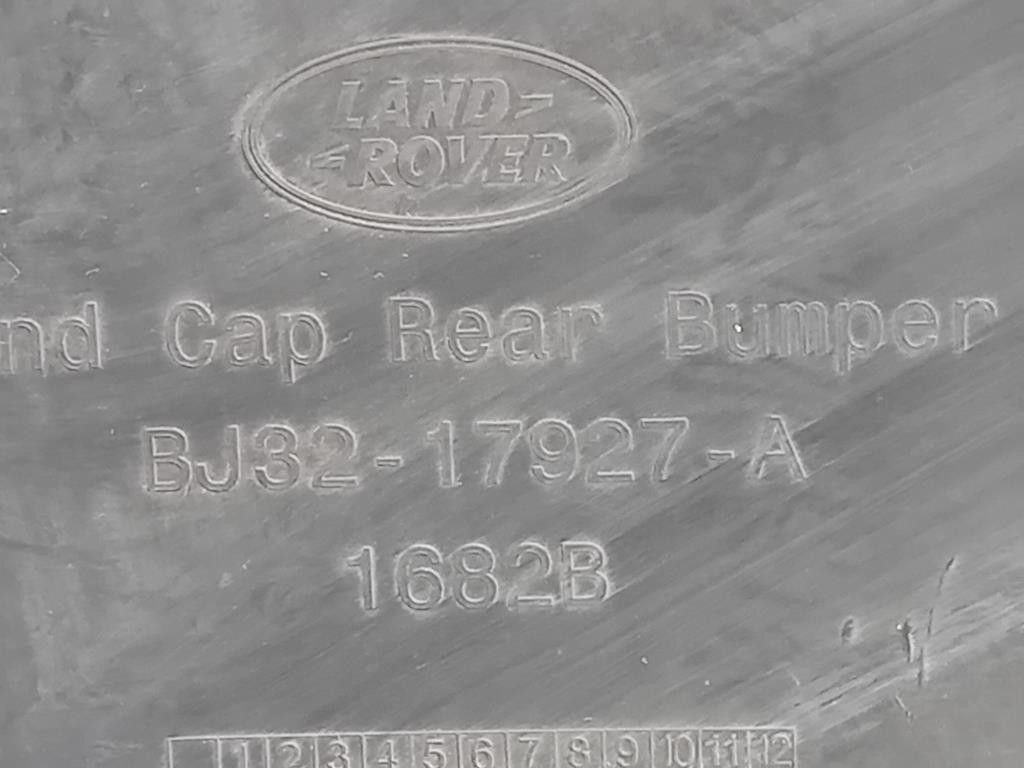 LAND-
-ROVER
nd Cap Rear Bumper
BJ32-17927-A
1682B
1 2 3 4 5 6 7 8 9 10 11 12